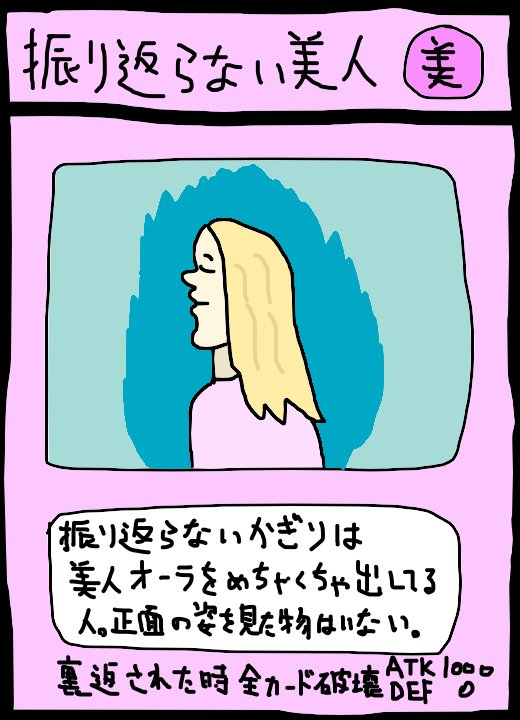 振り返らない美人
美
振り返らないかぎりは
美人オーラをめちゃくちゃ出してる
人。正面の姿を見た物はいない。
裏返された時全カード破壊 ATK 1000
DEF 0